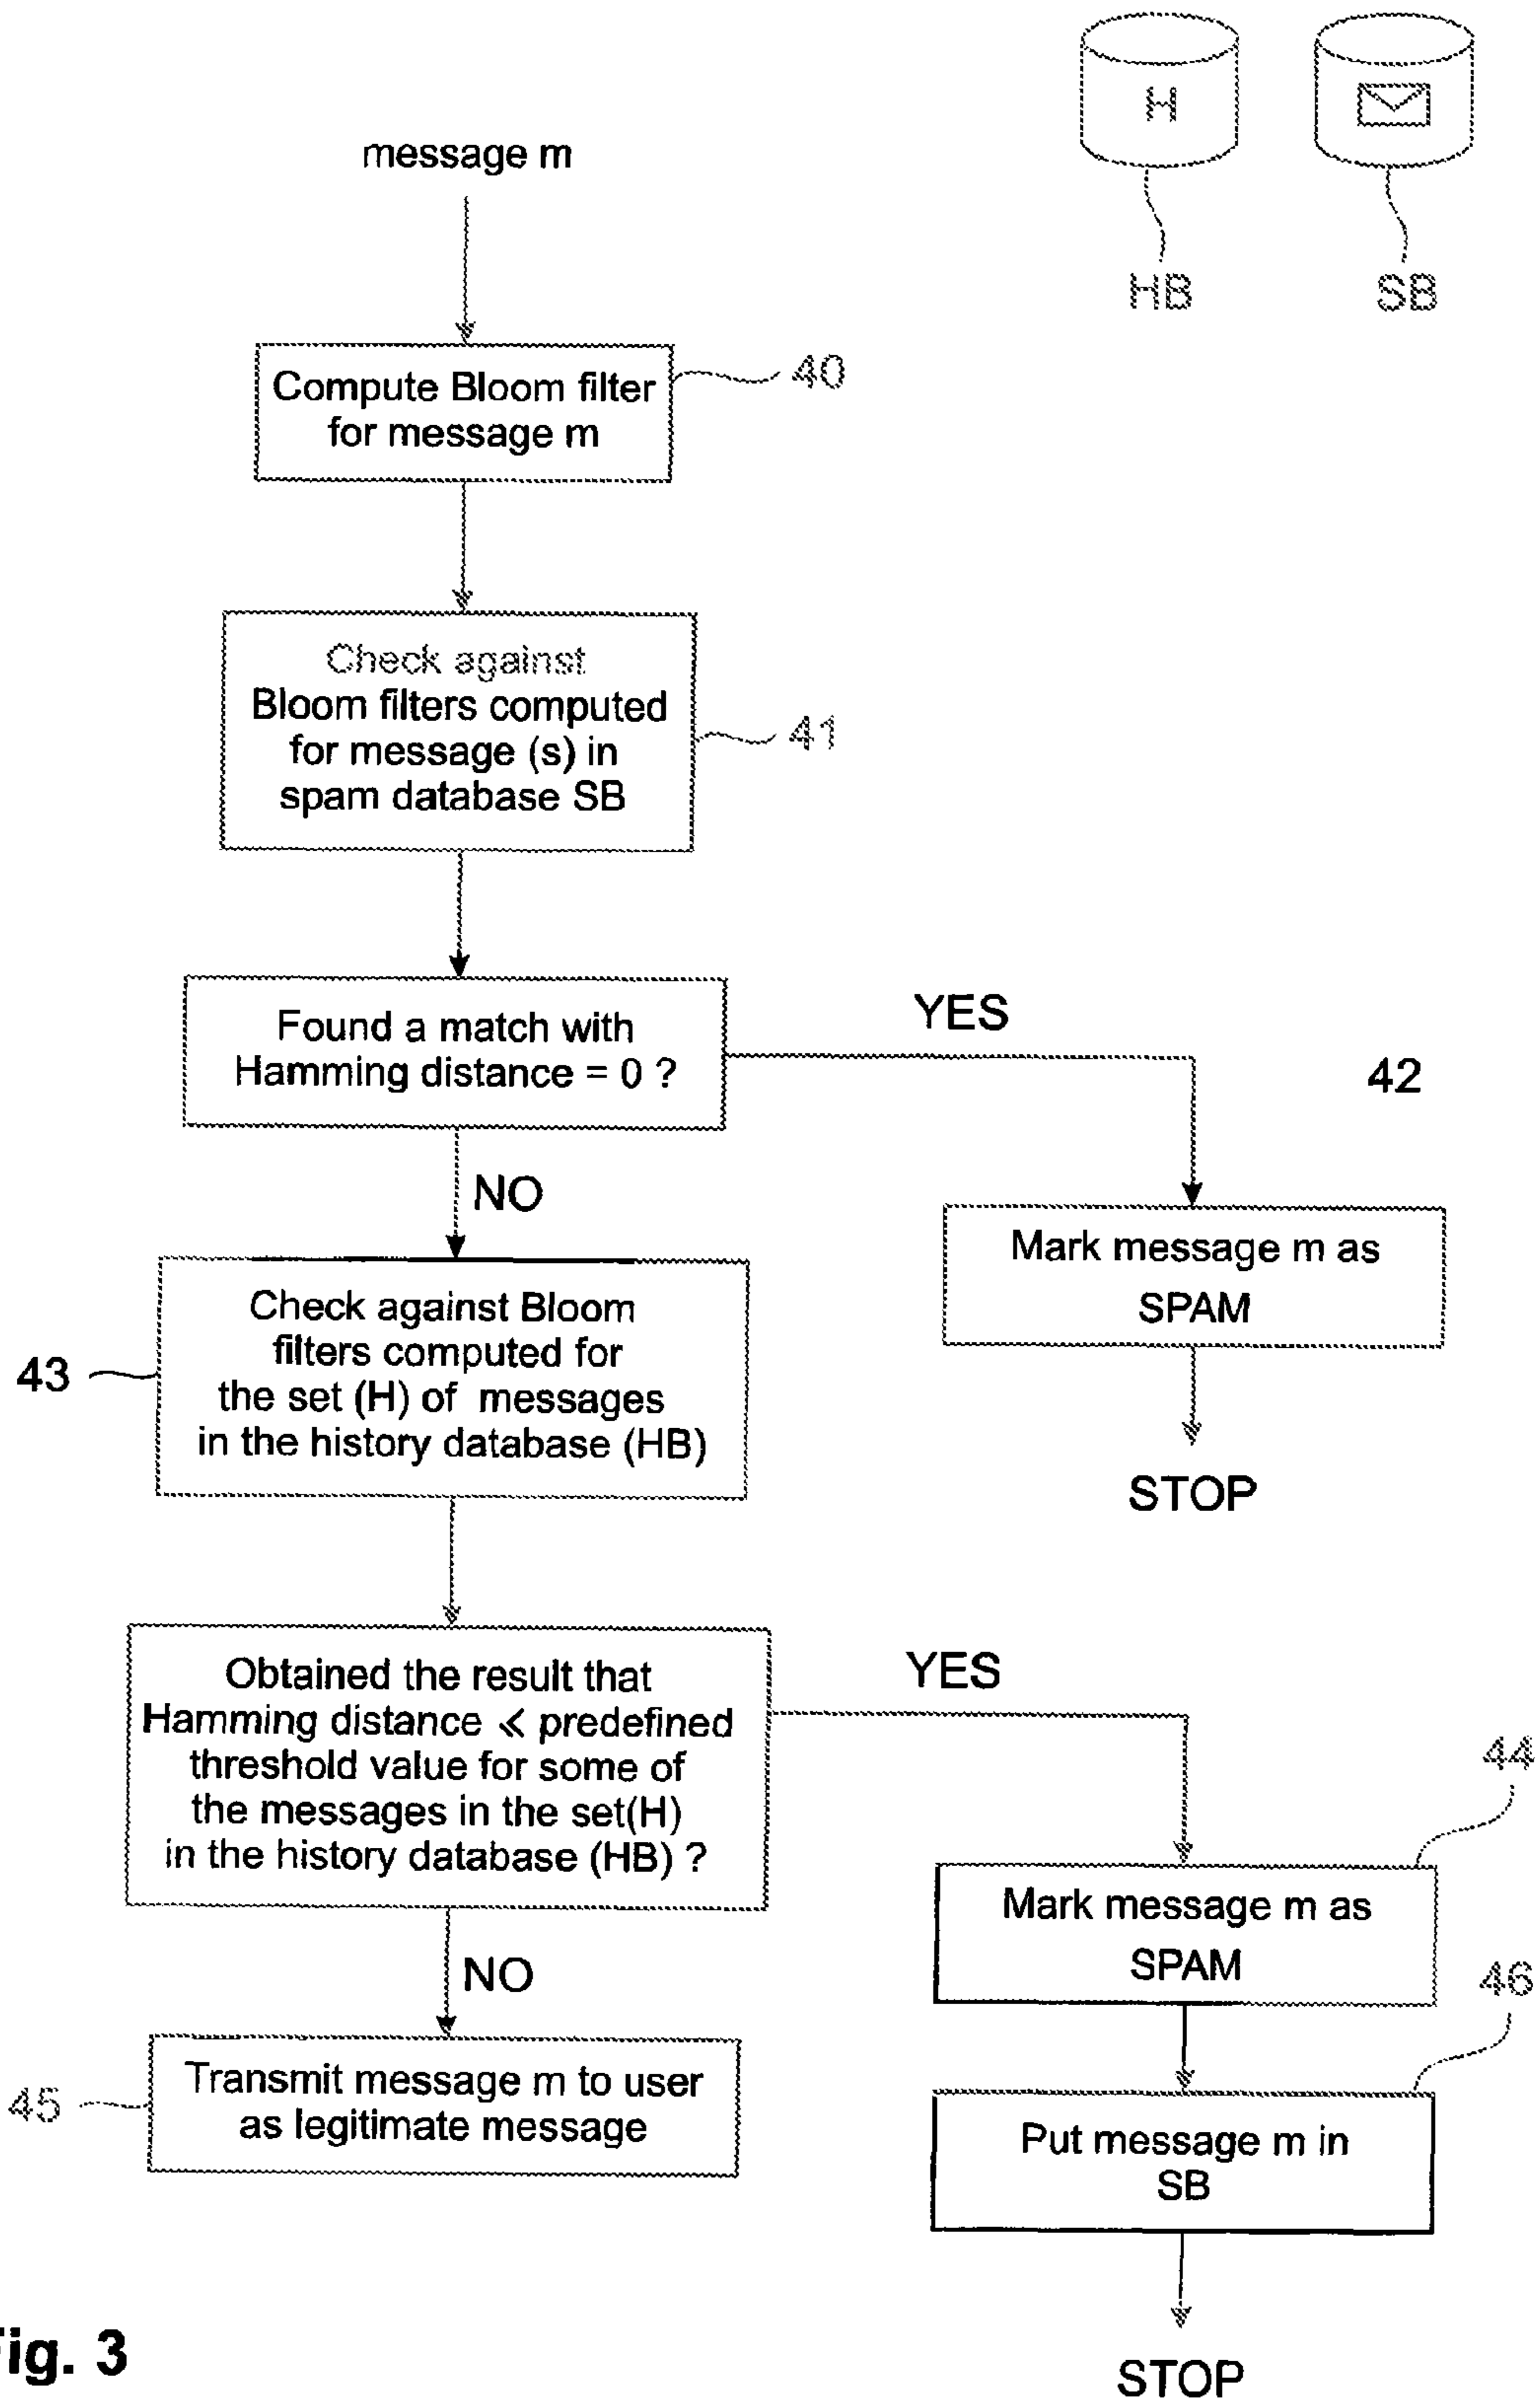 H
HB
SB
message m
Compute Bloom filter
for message m
40
Check against
Bloom filters computed
for message (s) in
spam database SB
41
Found a match with
Hamming distance = 0 ?
YES
42
NO
Mark message m as
SPAM
STOP
43
Check against Bloom
filters computed for
the set (H) of messages
in the history database (HB)
Obtained the result that
Hamming distance ≪ predefined
threshold value for some of
the messages in the set(H)
in the history database (HB) ?
YES
44
Mark message m as
SPAM
46
NO
45
Transmit message m to user
as legitimate message
Put message m in
SB
STOP
Fig. 3